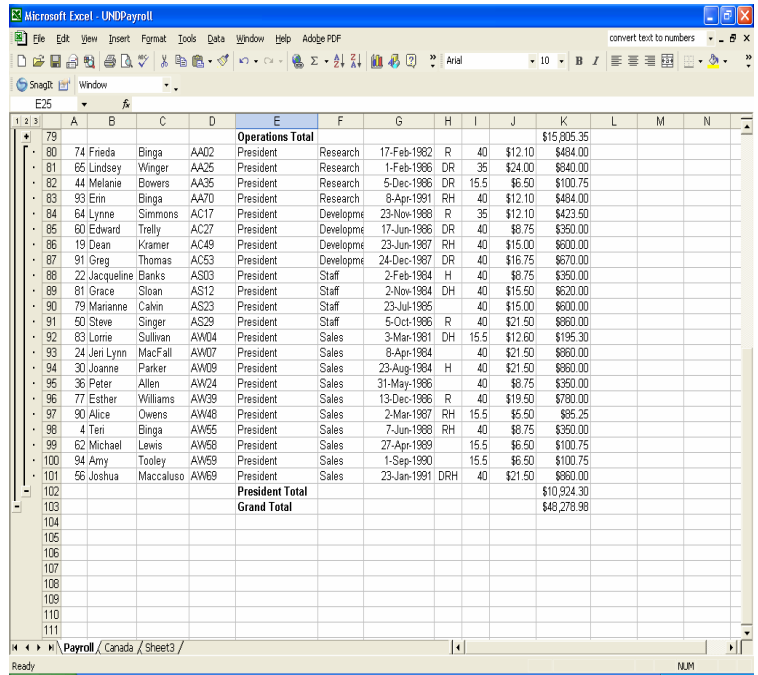 Microsoft Excel - UNDPayroll
File Edit View Insert Format Tools Data Window Help Adobe PDF convert text to numbers
Arial 10 B I
SnagIt Window
E25 fx
1 2 3 A B C D E F G H I J K L M N
79 Operations Total $15,805.35
80 74 Frieda Binga AA02 President Research 17-Feb-1982 R 40 $12.10 $484.00
81 65 Lindsey Winger AA25 President Research 1-Feb-1986 DR 35 $24.00 $840.00
82 44 Melanie Bowers AA35 President Research 5-Dec-1986 DR 15.5 $6.50 $100.75
83 93 Erin Binga AA70 President Research 8-Apr-1991 RH 40 $12.10 $484.00
84 64 Lynne Simmons AC17 President Developme 23-Nov-1988 R 35 $12.10 $423.50
85 60 Edward Trelly AC27 President Developme 17-Jun-1986 DR 40 $8.75 $350.00
86 19 Dean Kramer AC49 President Developme 23-Jun-1987 RH 40 $15.00 $600.00
87 91 Greg Thomas AC53 President Developme 24-Dec-1987 DR 40 $16.75 $670.00
88 22 Jacqueline Banks AS03 President Staff 2-Feb-1984 H 40 $8.75 $350.00
89 81 Grace Sloan AS12 President Staff 2-Nov-1984 DH 40 $15.50 $620.00
90 79 Marianne Calvin AS23 President Staff 23-Jul-1985 40 $15.00 $600.00
91 50 Steve Singer AS29 President Staff 5-Oct-1986 R 40 $21.50 $860.00
92 83 Lorrie Sullivan AW04 President Sales 3-Mar-1981 DH 15.5 $12.60 $195.30
93 24 Jeri Lynn MacFall AW07 President Sales 8-Apr-1984 40 $21.50 $860.00
94 30 Joanne Parker AW09 President Sales 23-Aug-1984 H 40 $21.50 $860.00
95 36 Peter Allen AW24 President Sales 31-May-1986 40 $8.75 $350.00
96 77 Esther Williams AW39 President Sales 13-Dec-1986 R 40 $19.50 $780.00
97 90 Alice Owens AW48 President Sales 2-Mar-1987 RH 15.5 $5.50 $85.25
98 4 Teri Binga AW55 President Sales 7-Jun-1988 RH 40 $8.75 $350.00
99 62 Michael Lewis AW58 President Sales 27-Apr-1989 15.5 $6.50 $100.75
100 94 Amy Tooley AW59 President Sales 1-Sep-1990 15.5 $6.50 $100.75
101 56 Joshua Maccaluso AW69 President Sales 23-Jan-1991 DRH 40 $21.50 $860.00
102 President Total $10,924.30
103 Grand Total $48,278.98
104
105
106
107
108
109
110
111
Payroll Canada Sheet3
Ready NUM